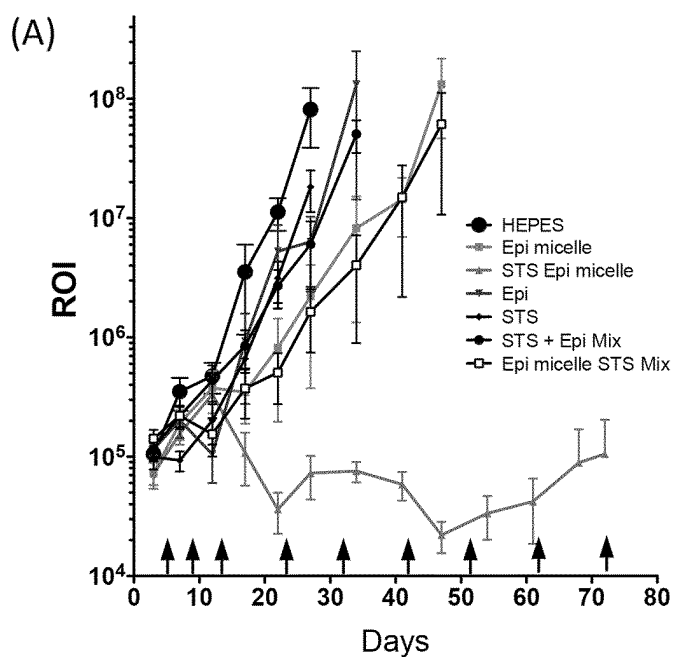 (A)
ROI
10⁸
10⁷
10⁶
10⁵
10⁴
HEPES
Epi micelle
STS Epi micelle
Epi
STS
STS + Epi Mix
Epi micelle STS Mix
0 10 20 30 40 50 60 70 80
Days